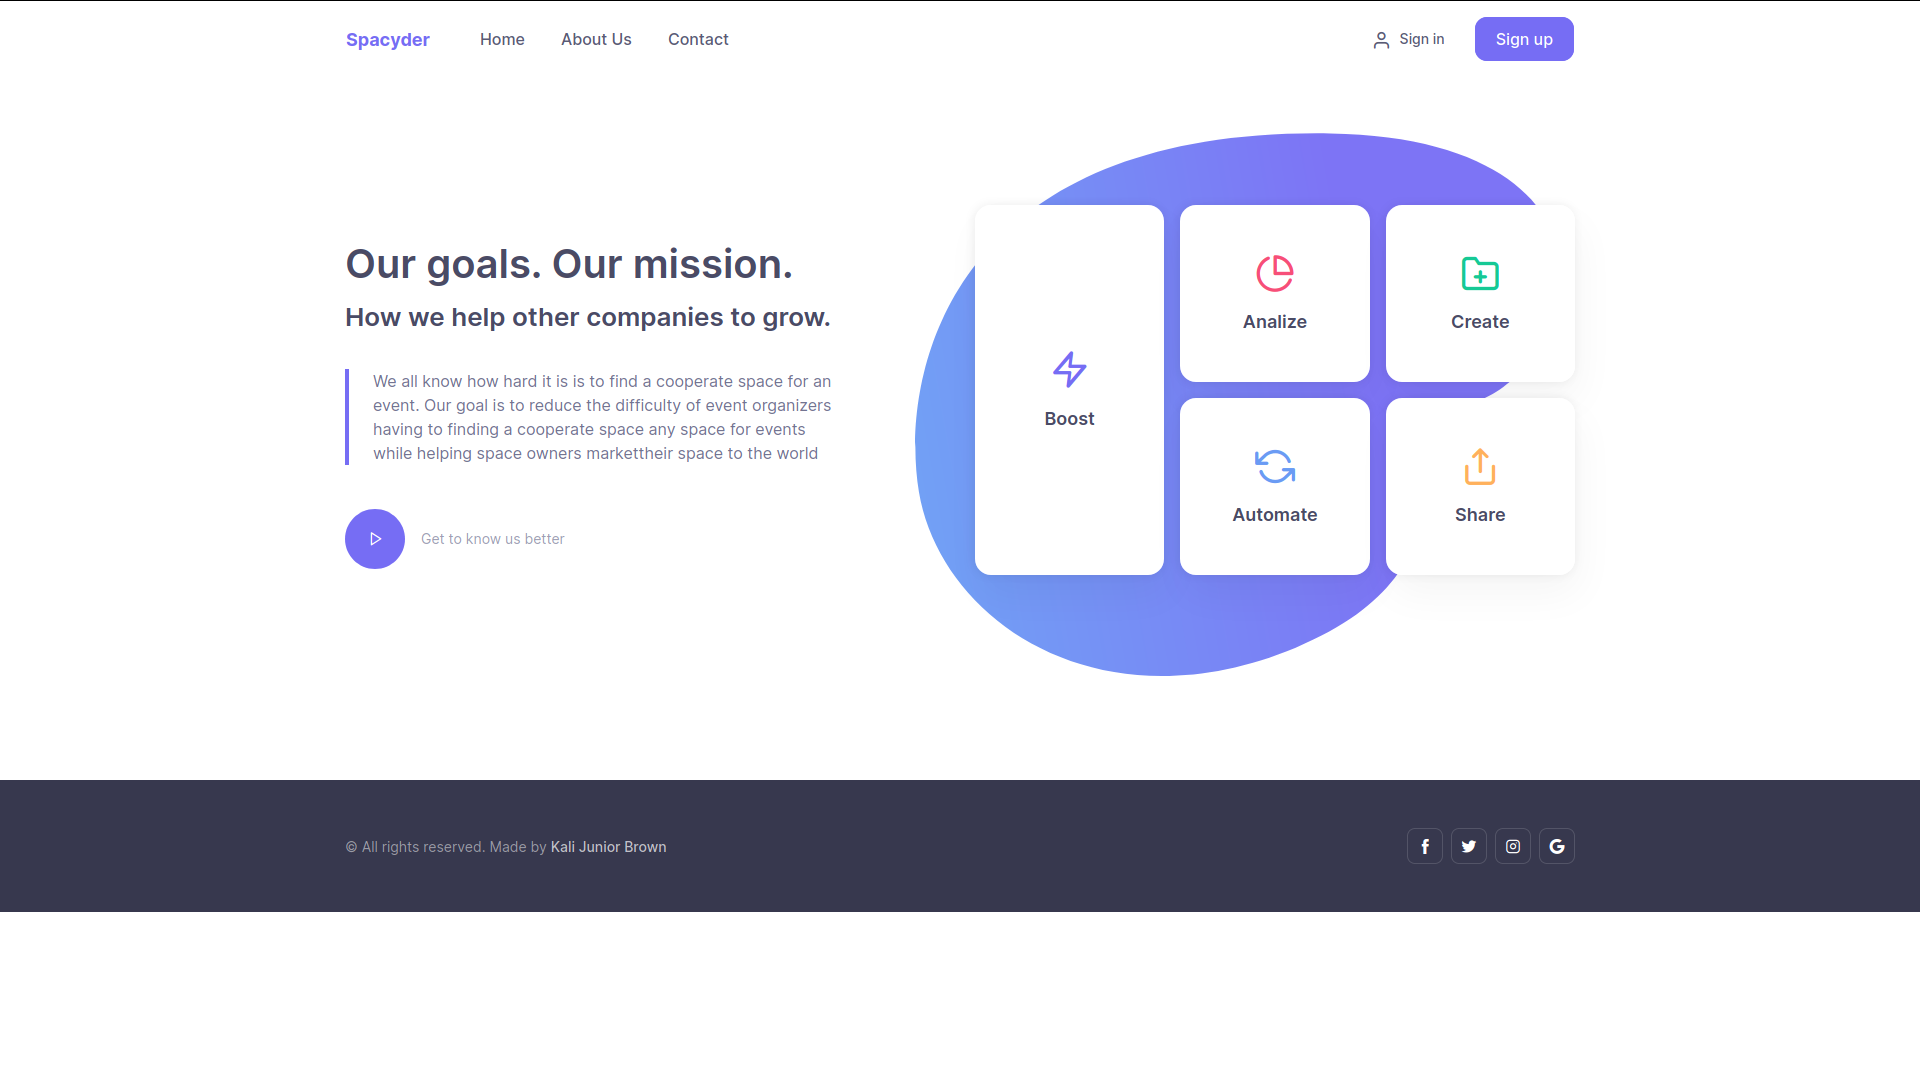 Spacyder
Home
About Us
Contact
Sign in
Sign up
Our goals. Our mission.
How we help other companies to grow.
We all know how hard it is is to find a cooperate space for an
event. Our goal is to reduce the difficulty of event organizers
having to finding a cooperate space any space for events
while helping space owners markettheir space to the world
Get to know us better
Boost
Analize
Create
Automate
Share
© All rights reserved. Made by Kali Junior Brown